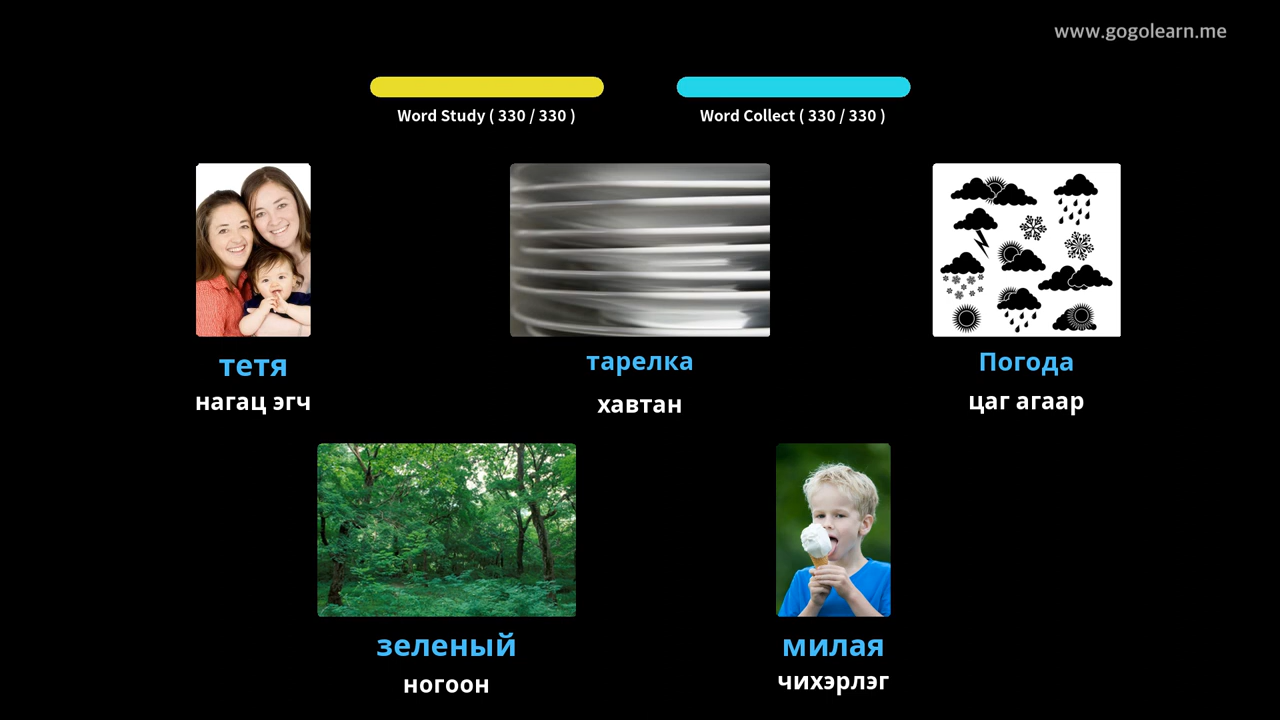 www.gogolearn.me
Word Study ( 330 / 330 )
Word Collect ( 330 / 330 )
тетя
нагац эгч
тарелка
хавтан
Погода
цаг агаар
зеленый
ногоон
милая
чихэрлэг